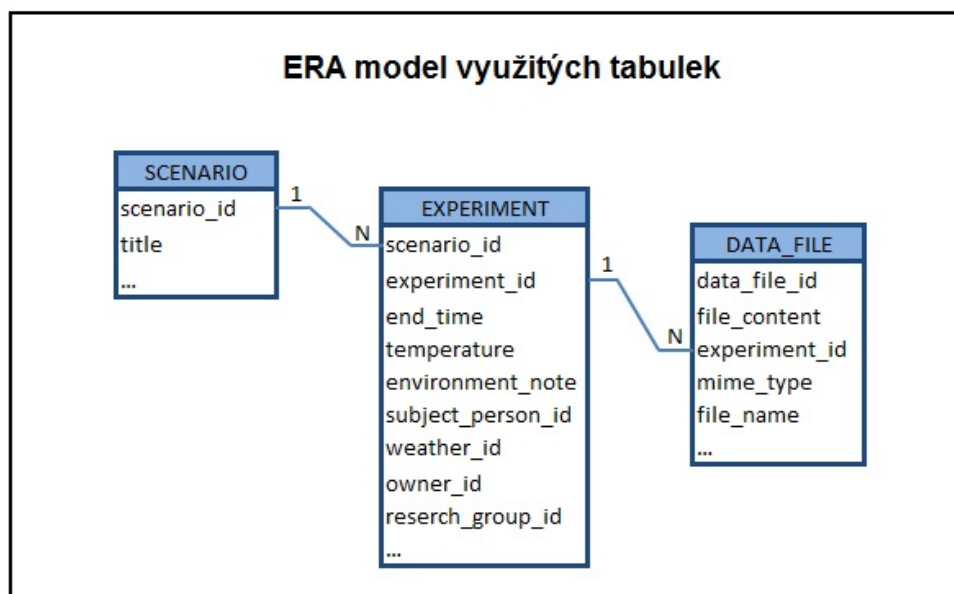 ERA model využitých tabulek
SCENARIO
scenario_id
title
...
1
N
EXPERIMENT
scenario_id
experiment_id
end_time
temperature
environment_note
subject_person_id
weather_id
owner_id
reserch_group_id
...
1
N
DATA_FILE
data_file_id
file_content
experiment_id
mime_type
file_name
...